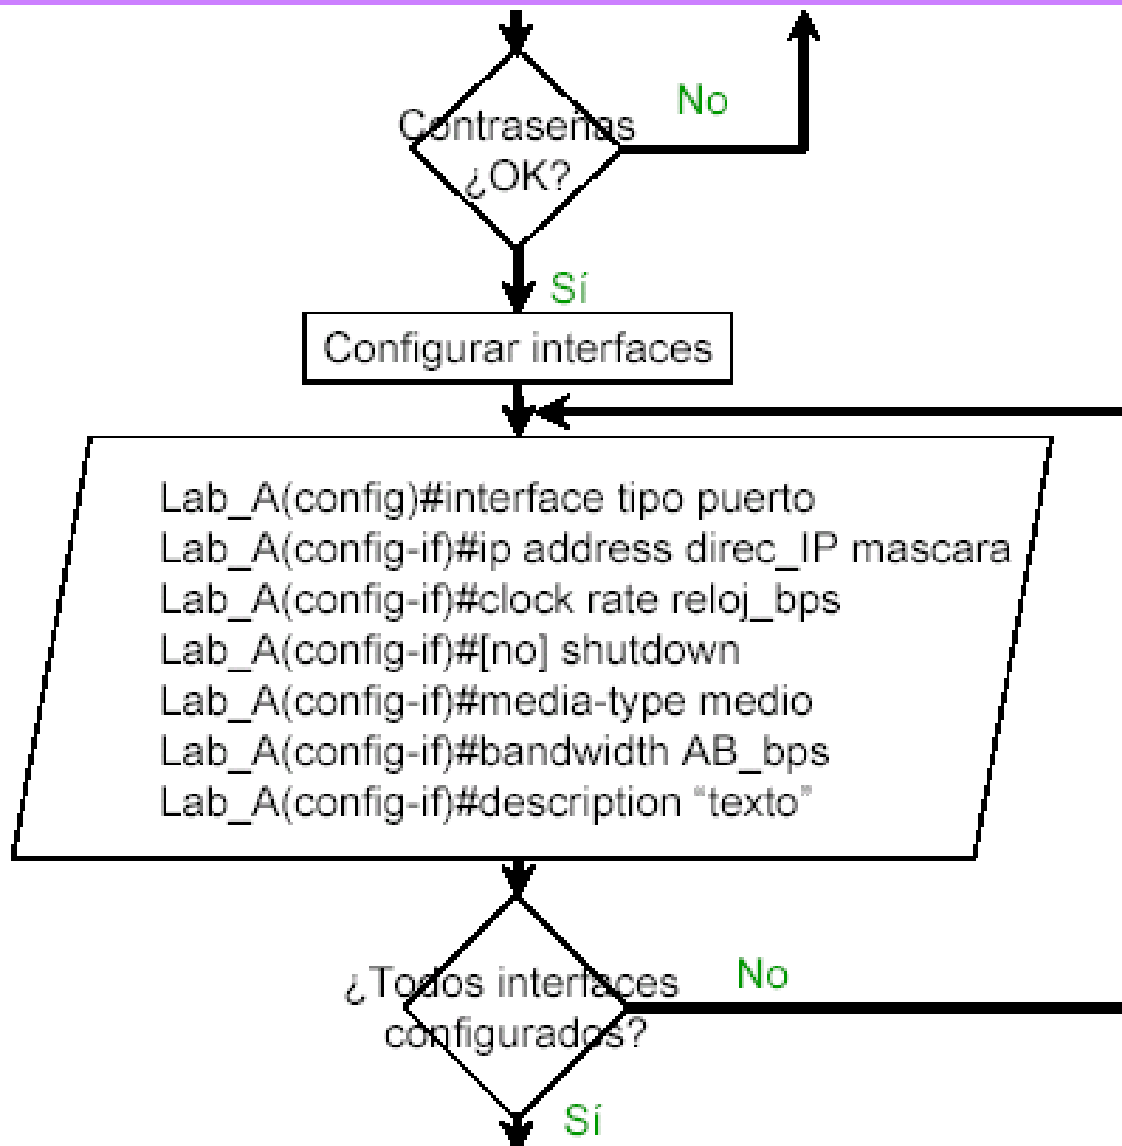 Contraseñas
¿OK?
No
Sí
Configurar interfaces
Lab_A(config)#interface tipo puerto
Lab_A(config-if)#ip address direc_IP mascara
Lab_A(config-if)#clock rate reloj_bps
Lab_A(config-if)#[no] shutdown
Lab_A(config-if)#media-type medio
Lab_A(config-if)#bandwidth AB_bps
Lab_A(config-if)#description “texto”
¿Todos interfaces
configurados?
No
Sí